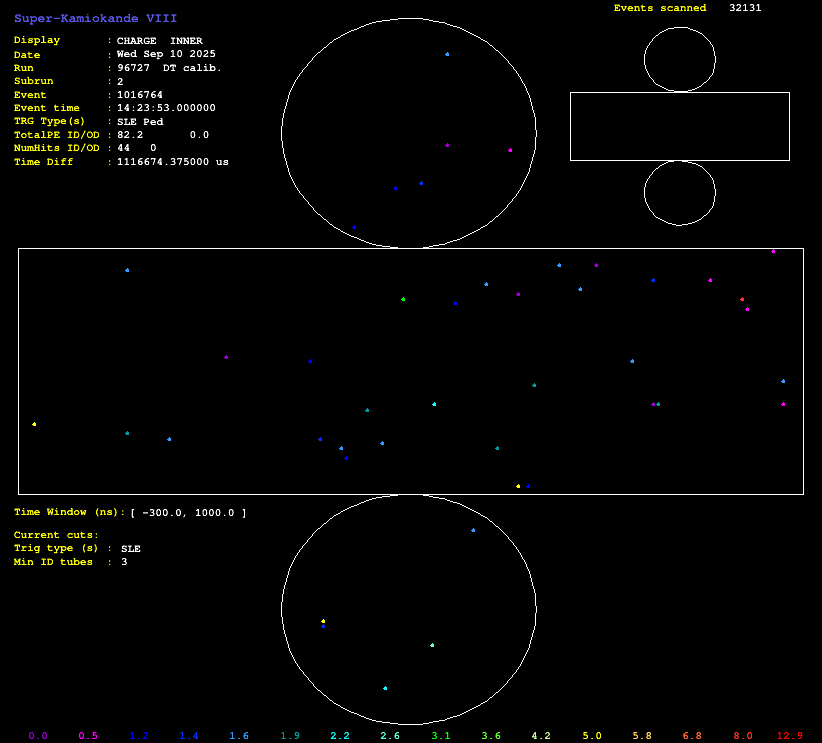 Super-Kamiokande VIII
Events scanned 32131
Display : CHARGE INNER
Date : Wed Sep 10 2025
Run : 96727 DT calib.
Subrun : 2
Event : 1016764
Event time : 14:23:53.000000
TRG Type(s) : SLE Ped
TotalPE ID/OD : 82.2 0.0
NumHits ID/OD : 44 0
Time Diff : 1116674.375000 us
Time Window (ns): [ -300.0, 1000.0 ]
Current cuts:
Trig type (s) : SLE
Min ID tubes : 3
0.0 0.5 1.2 1.4 1.6 1.9 2.2 2.6 3.1 3.6 4.2 5.0 5.8 6.8 8.0 12.9